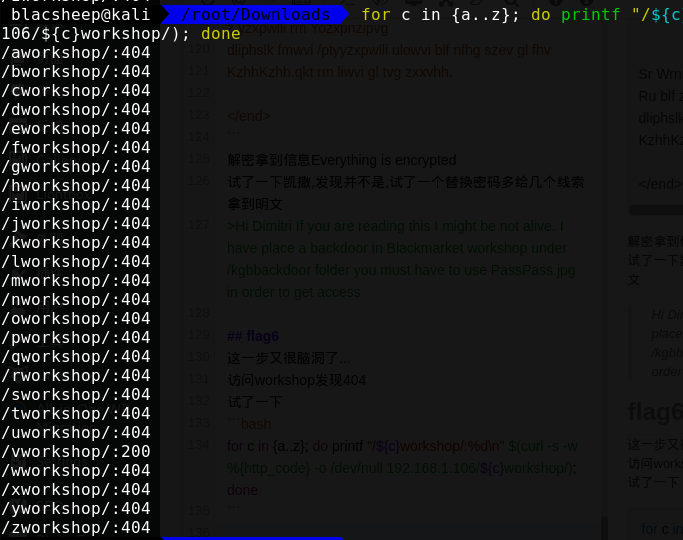 blacsheep@kali /root/Downloads for c in {a..z}; do printf "/${c
106/${c}workshop/); done
/aworkshop/:404
/bworkshop/:404
/cworkshop/:404
/dworkshop/:404
/eworkshop/:404
/fworkshop/:404
/gworkshop/:404
/hworkshop/:404
/iworkshop/:404
/jworkshop/:404
/kworkshop/:404
/lworkshop/:404
/mworkshop/:404
/nworkshop/:404
/oworkshop/:404
/pworkshop/:404
/qworkshop/:404
/rworkshop/:404
/sworkshop/:404
/tworkshop/:404
/uworkshop/:404
/vworkshop/:200
/wworkshop/:404
/xworkshop/:404
/yworkshop/:404
/zworkshop/:404
120
dliphslk frnwvi /ptyyzxpwlli ulowvi blf nfhg szev gl fhv
121
KzhhKzhh.qkt rm liwvi gl tvg zxxvhh.
122
123 </end>
124 ```
125 解密拿到信息Everything is encrypted
126 试了一下凯撒,发现并不是,试了一个替换密码多给几个线索
拿到明文
127 >Hi Dimitri If you are reading this I might be not alive. I
have place a backdoor in Blackmarket workshop under
/kgbbackdoor folder you must have to use PassPass.jpg
in order to get access
128
129 ## flag6
130 这一步又很脑洞了...
131 访问workshop发现404
132 试了一下
133 ```bash
134 for c in {a..z}; do printf "/${c}workshop/:%d\n" $(curl -s -w
%{http_code} -o /dev/null 192.168.1.106/${c}workshop/);
done
135 ```
136
Sr Wrn
Ru blf z
dliphslk
KzhhK
</end>
解密拿到
试了一下
文
Hi Din
place
/kgbb
order
flag6
这一步又
访问work
试了一下
for c in